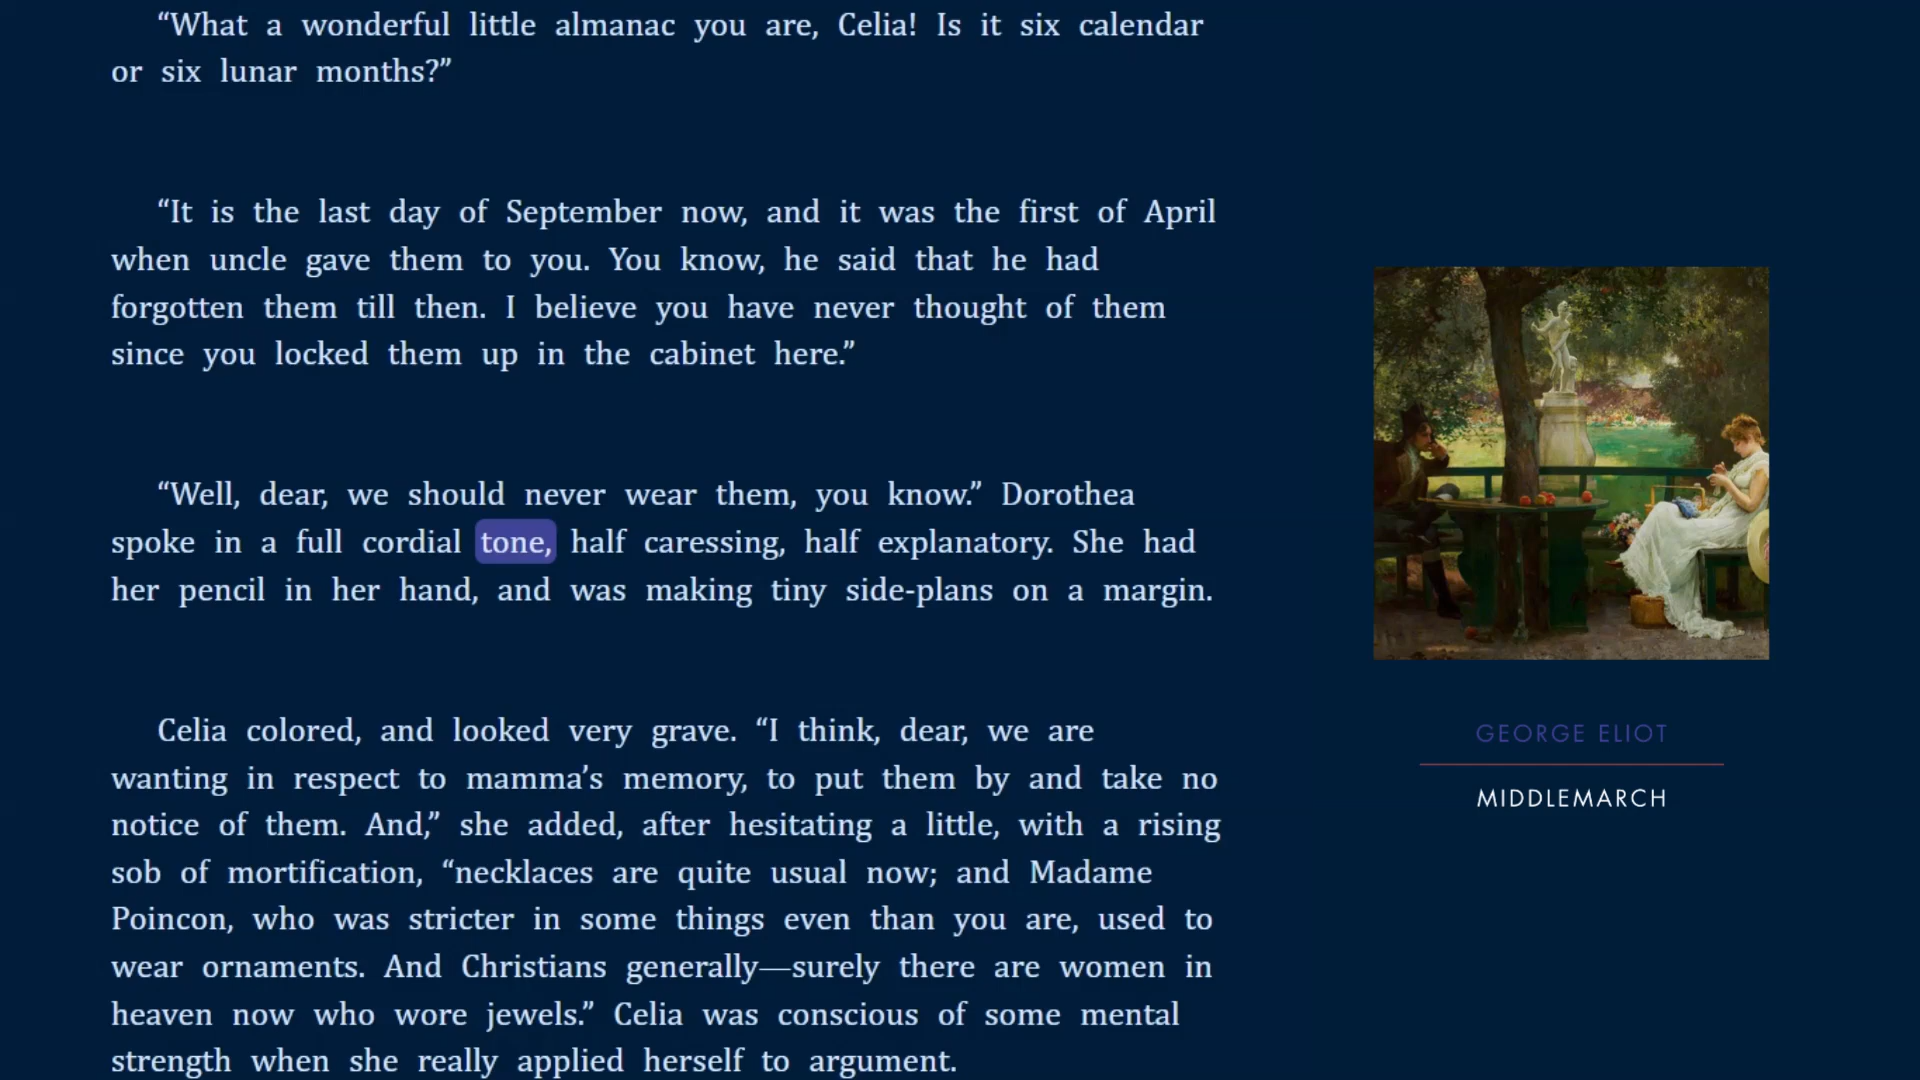 “What a wonderful little almanac you are, Celia! Is it six calendar
or six lunar months?”
“It is the last day of September now, and it was the first of April
when uncle gave them to you. You know, he said that he had
forgotten them till then. I believe you have never thought of them
since you locked them up in the cabinet here.”
“Well, dear, we should never wear them, you know.” Dorothea
spoke in a full cordial tone, half caressing, half explanatory. She had
her pencil in her hand, and was making tiny side-plans on a margin.
Celia colored, and looked very grave. “I think, dear, we are
wanting in respect to mamma’s memory, to put them by and take no
notice of them. And,” she added, after hesitating a little, with a rising
sob of mortification, “necklaces are quite usual now; and Madame
Poincon, who was stricter in some things even than you are, used to
wear ornaments. And Christians generally—surely there are women in
heaven now who wore jewels.” Celia was conscious of some mental
strength when she really applied herself to argument.
GEORGE ELIOT
MIDDLEMARCH